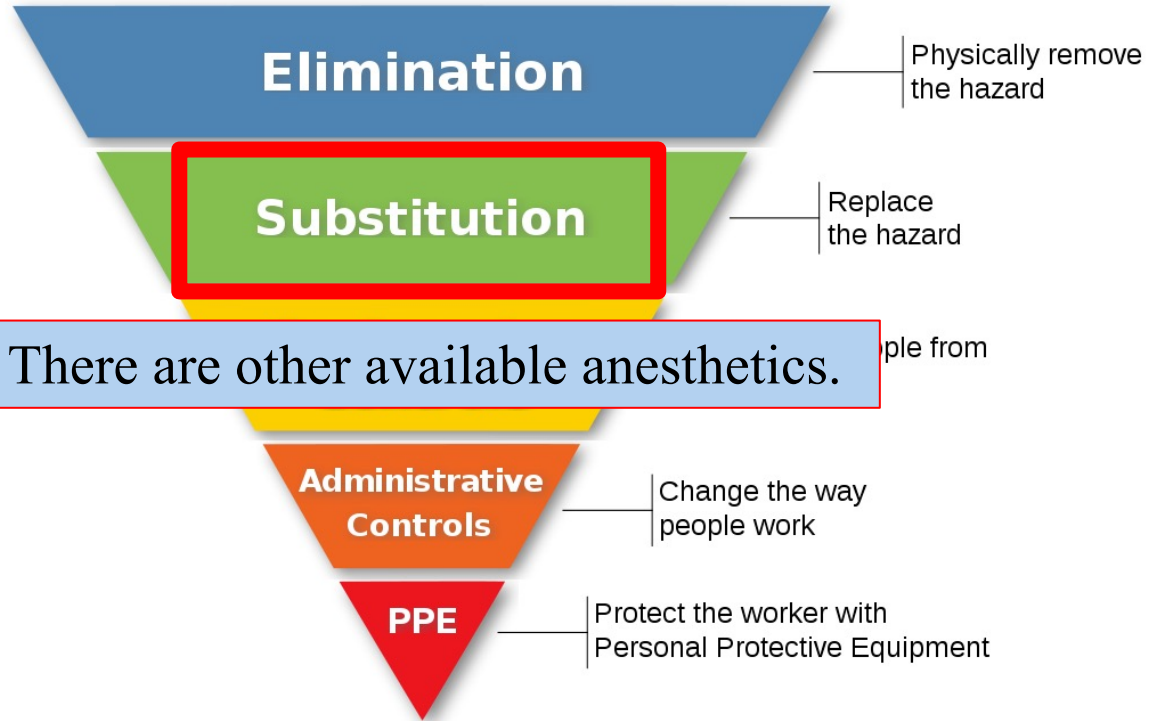 Elimination
Physically remove
the hazard
Substitution
Replace
the hazard
There are other available anesthetics.
ple from
Administrative
Controls
Change the way
people work
PPE
Protect the worker with
Personal Protective Equipment